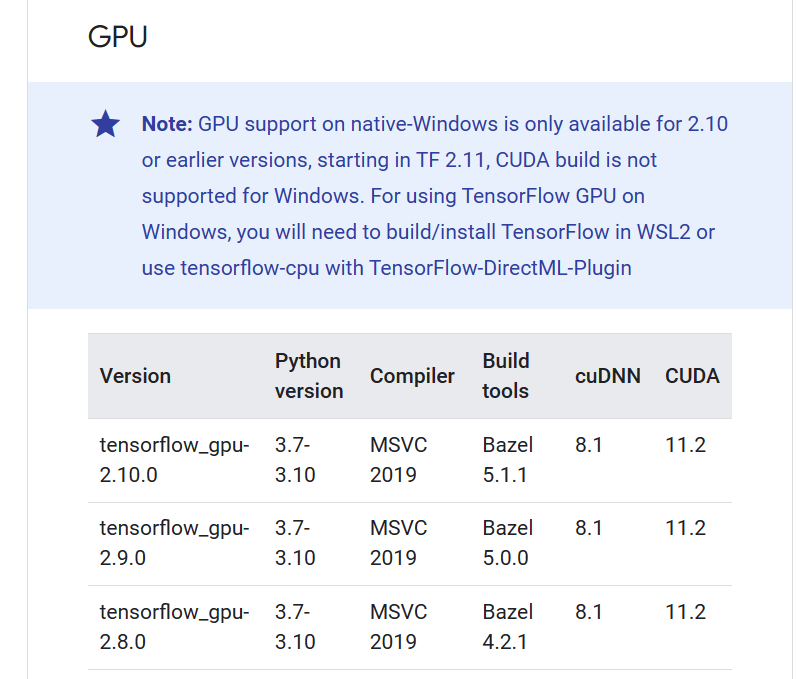 GPU
Note: GPU support on native-Windows is only available for 2.10
or earlier versions, starting in TF 2.11, CUDA build is not
supported for Windows. For using TensorFlow GPU on
Windows, you will need to build/install TensorFlow in WSL2 or
use tensorflow-cpu with TensorFlow-DirectML-Plugin
Version Python version Compiler Build tools cuDNN CUDA
tensorflow_gpu-2.10.0 3.7-3.10 MSVC 2019 Bazel 5.1.1 8.1 11.2
tensorflow_gpu-2.9.0 3.7-3.10 MSVC 2019 Bazel 5.0.0 8.1 11.2
tensorflow_gpu-2.8.0 3.7-3.10 MSVC 2019 Bazel 4.2.1 8.1 11.2